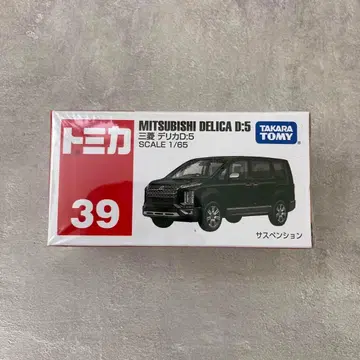 トミカ
39
MITSUBISHI DELICA D:5
三菱 デリカD:5
SCALE 1/65
TAKARA
TOMY
サスペンション